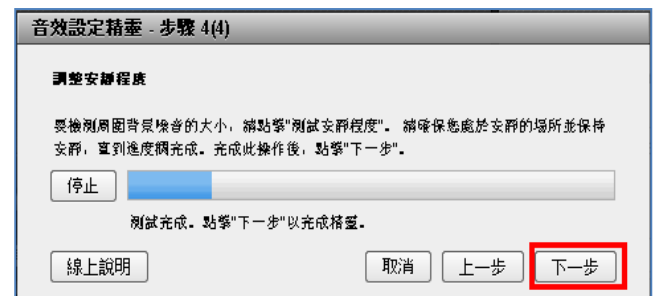 音效設定精靈 - 步驟 4(4)
調整安靜程度
要檢測周圍背景噪音的大小，請點擊"測試安靜程度"。 請確保您處於安靜的場所並保持
安靜，直到進度欄完成。完成此操作後，點擊"下一步"。
停止
測試完成。點擊"下一步"以完成精靈。
線上說明
取消
上一步
下一步